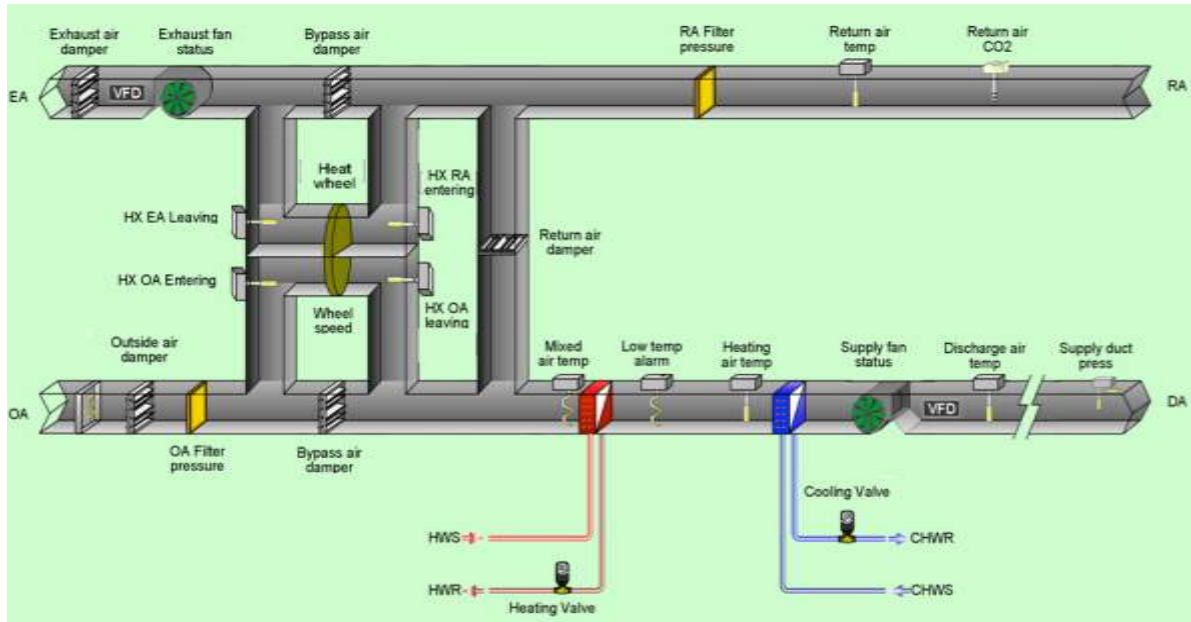 Exhaust air
damper
Exhaust fan
status
Bypass air
damper
RA Filter
pressure
Return air
temp
Return air
CO2
EA
VFD
RA
Heat
wheel
HX RA
entering
HX EA Leaving
Return air
damper
HX OA Entering
Wheel
speed
HX OA
leaving
Outside air
damper
Mixed
air temp
Low temp
alarm
Heating
air temp
Supply fan
status
Discharge air
temp
Supply duct
press
OA
VFD
DA
OA Filter
pressure
Bypass air
damper
Cooling Valve
HWS
CHWR
HWR
CHWS
Heating Valve